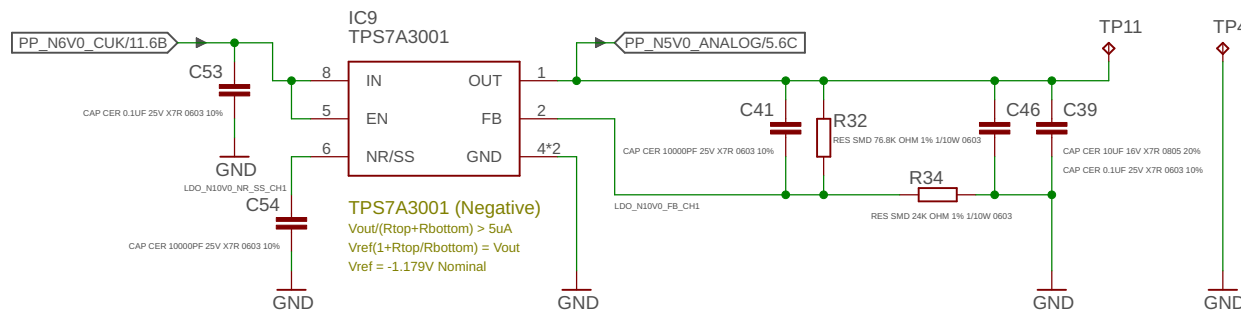 IC9
TPS7A3001
TP11
TP4
PP_N6V0_CUK/11.6B
PP_N5V0_ANALOG/5.6C
C53
CAP CER 0.1UF 25V X7R 0603 10%
GND
8
IN
OUT
1
5
EN
FB
2
6
NR/SS
GND
4*2
LDO_N10V0_NR_SS_CH1
C54
CAP CER 10000PF 25V X7R 0603 10%
GND
TPS7A3001 (Negative)
Vout/(Rtop+Rbottom) > 5uA
Vref(1+Rtop/Rbottom) = Vout
Vref = -1.179V Nominal
GND
C41
CAP CER 10000PF 25V X7R 0603 10%
R32
RES SMD 76.8K OHM 1% 1/10W 0603
C46
C39
CAP CER 10UF 16V X7R 0805 20%
CAP CER 0.1UF 25V X7R 0603 10%
LDO_N10V0_FB_CH1
R34
RES SMD 24K OHM 1% 1/10W 0603
GND
GND